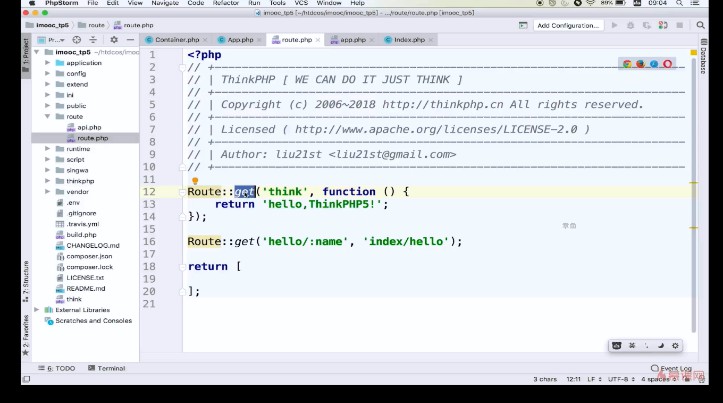 PhpStorm File Edit View Navigate Code Refactor Run Tools VCS Window Help 89% 09:04
imooc_tp5 [~/htdocs/imooc/imooc_tp5] - .../route/route.php [imooc_tp5]
imooc_tp5 route route.php Add Configuration...
P... Container.php App.php route.php app.php Index.php
1: Project
7: Structure
2: Favorites
Database
imooc_tp5 ~/htdocs/imooc
application
config
extend
ini
public
route
api.php
route.php
runtime
script
singwa
thinkphp
vendor
.env
.gitignore
.travis.yml
build.php
CHANGELOG.md
composer.json
composer.lock
LICENSE.txt
README.md
think
External Libraries
Scratches and Consoles
1 <?php
2 // +----------------------------------------------------------------------
3 // | ThinkPHP [ WE CAN DO IT JUST THINK ]
4 // +----------------------------------------------------------------------
5 // | Copyright (c) 2006~2018 http://thinkphp.cn All rights reserved.
6 // +----------------------------------------------------------------------
7 // | Licensed ( http://www.apache.org/licenses/LICENSE-2.0 )
8 // +----------------------------------------------------------------------
9 // | Author: liu21st <liu21st@gmail.com>
10 // +----------------------------------------------------------------------
11
12 Route::get('think', function () {
13 return 'hello,ThinkPHP5!';
14 });
15
16 Route::get('hello/:name', 'index/hello');
17
18 return [
19
20 ];
21
6: TODO Terminal Event Log
3 chars 12:11 LF UTF-8 4 spaces